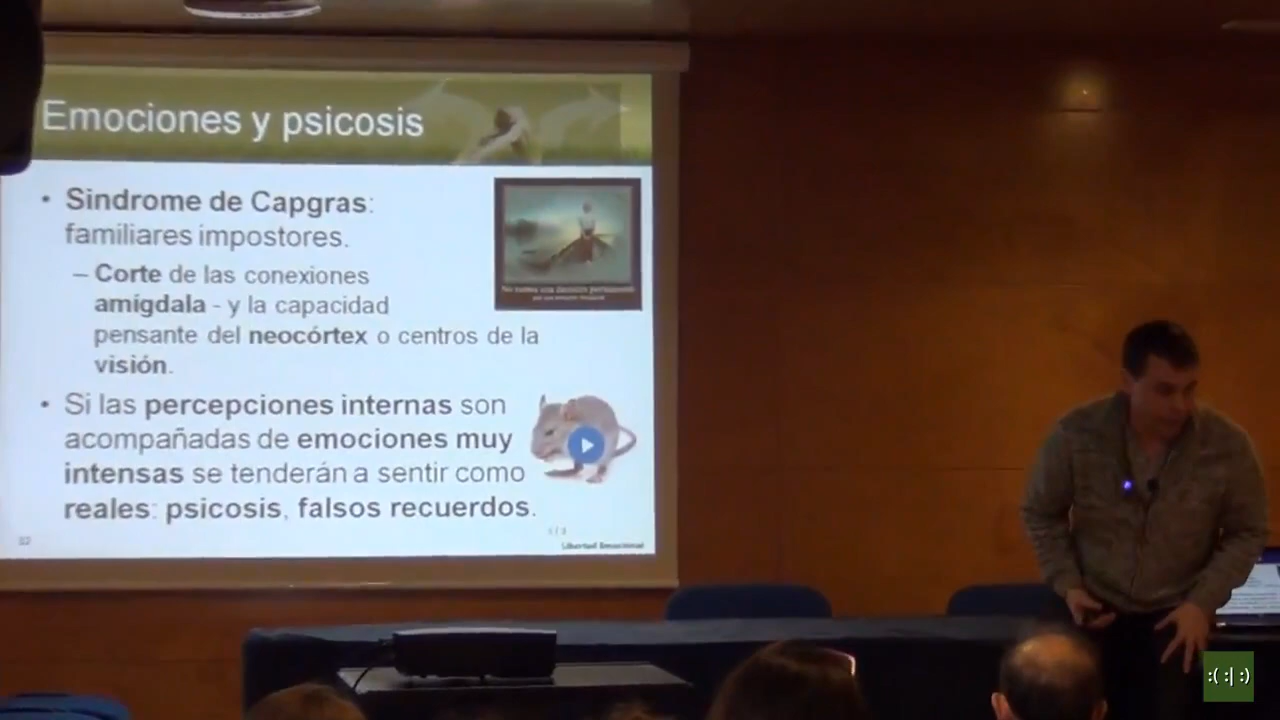 Emociones y psicosis
• Sindrome de Capgras:
familiares impostores.
– Corte de las conexiones
amígdala - y la capacidad
pensante del neocórtex o centros de la
visión.
• Si las percepciones internas son
acompañadas de emociones muy
intensas se tenderán a sentir como
reales: psicosis, falsos recuerdos.
Libertad Emocional
:( :| :)